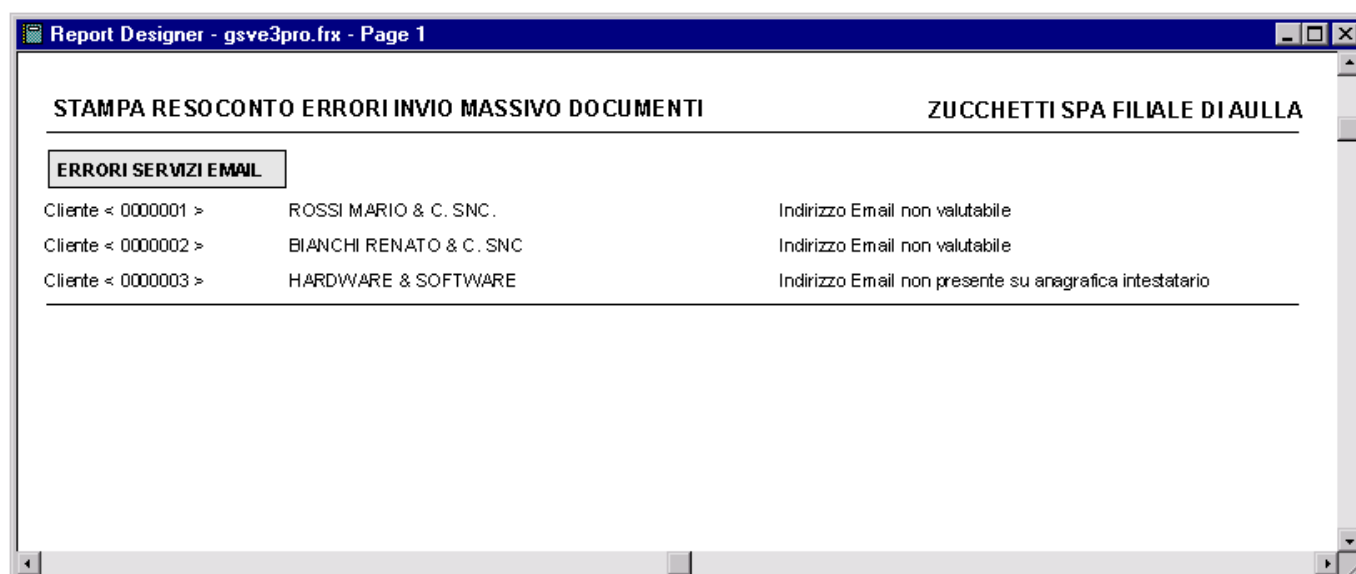 Report Designer - gsve3pro.frx - Page 1
STAMPA RESOCONTO ERRORI INVIO MASSIVO DOCUMENTI ZUCCHETTI SPA FILIALE DI AULLA
ERRORI SERVIZI EMAIL
Cliente < 0000001 > ROSSI MARIO & C. SNC. Indirizzo Email non valutabile
Cliente < 0000002 > BIANCHI RENATO & C. SNC Indirizzo Email non valutabile
Cliente < 0000003 > HARDWARE & SOFTWARE Indirizzo Email non presente su anagrafica intestatario